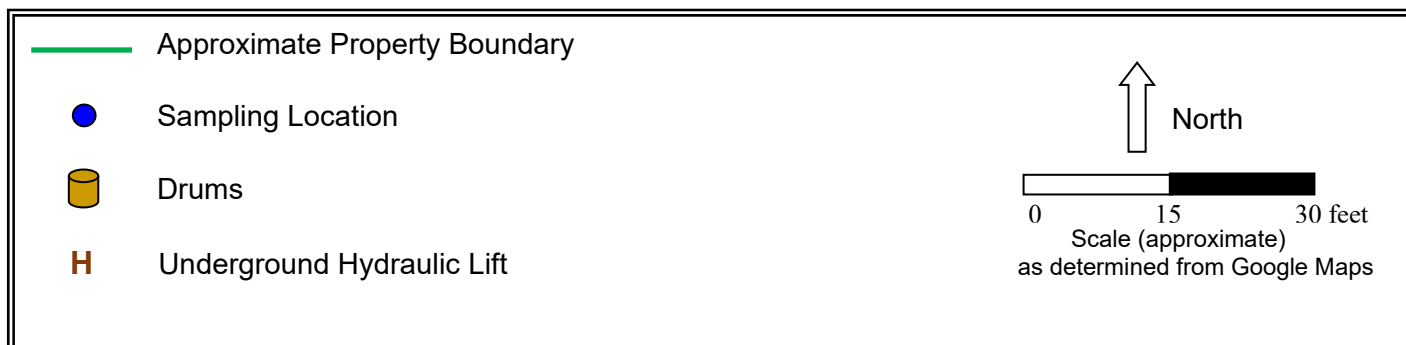 Approximate Property Boundary
Sampling Location
Drums
H Underground Hydraulic Lift
North
0 15 30 feet
Scale (approximate)
as determined from Google Maps